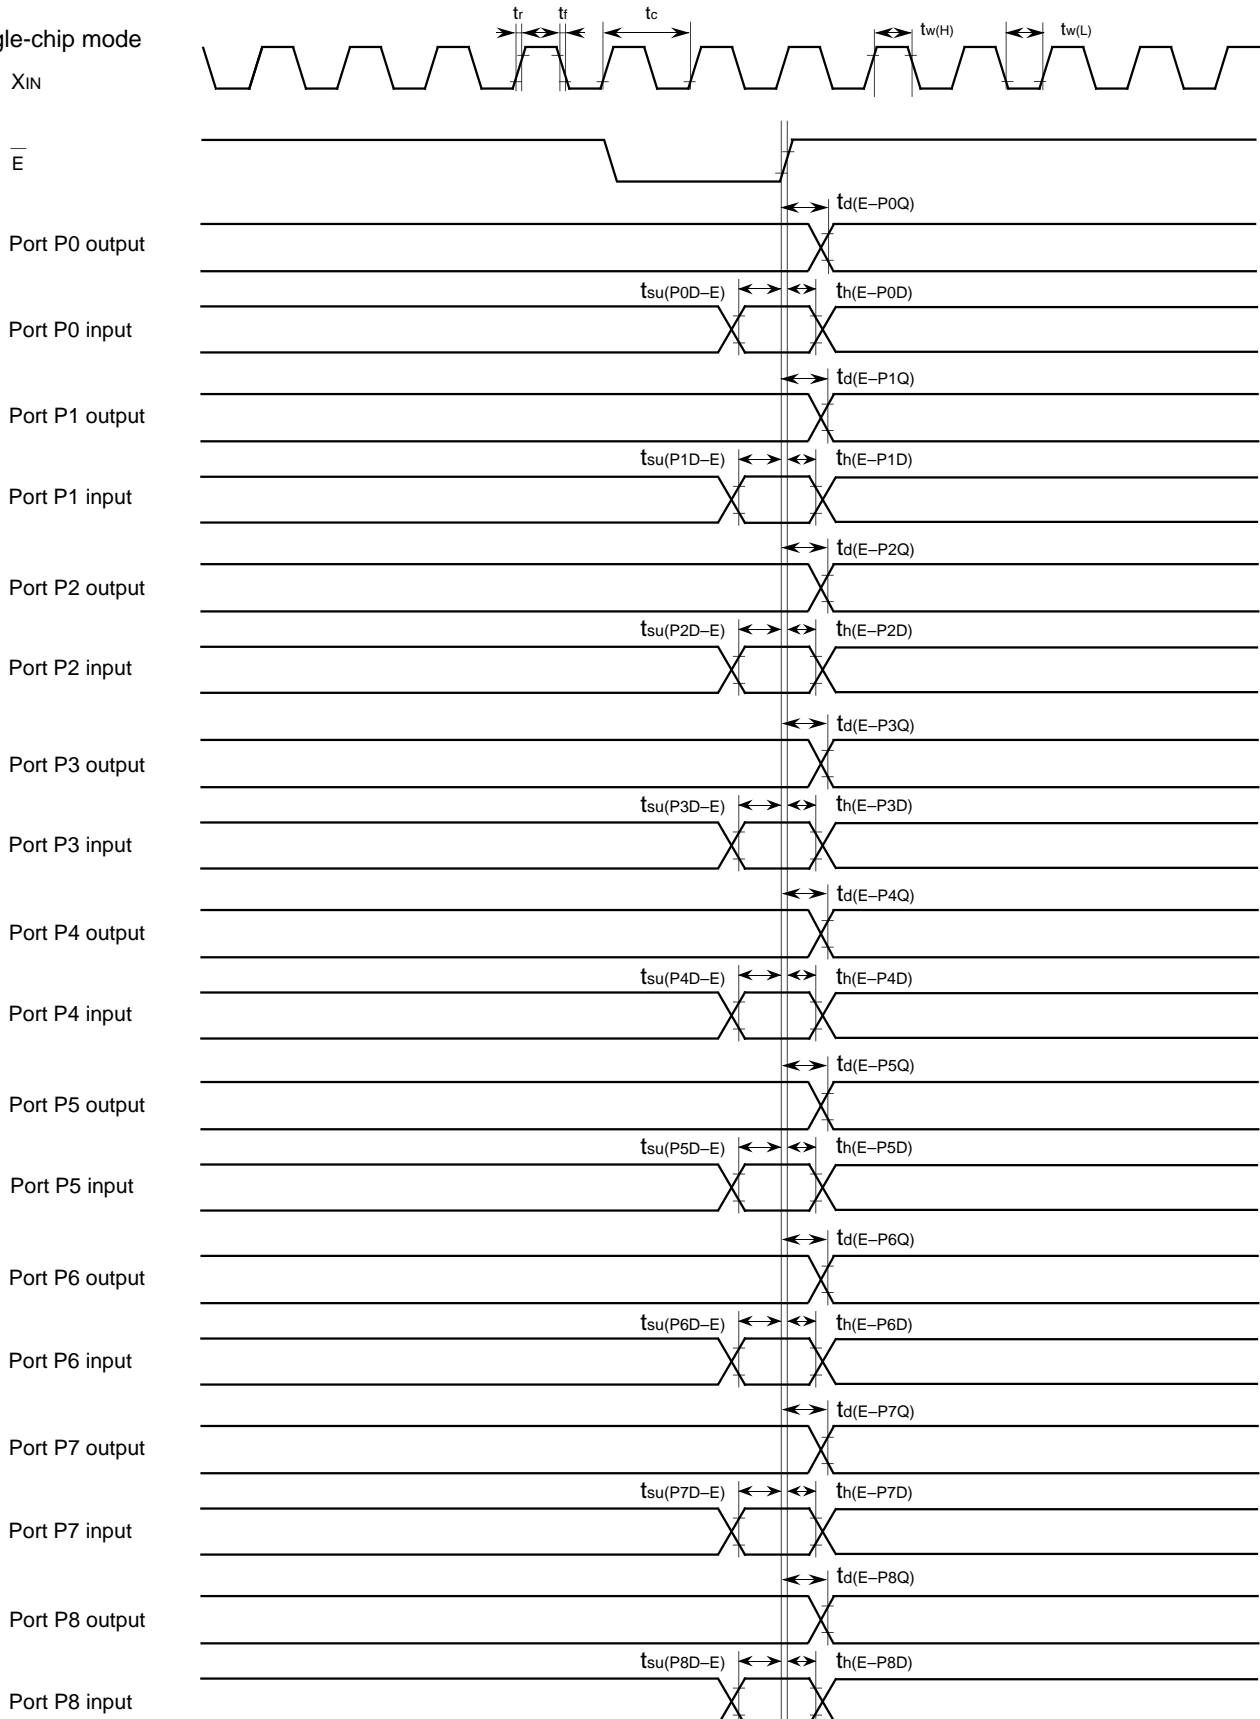 gle-chip mode
tr tf tc tw(H) tw(L)
XIN
E
td(E–P0Q)
Port P0 output
tsu(P0D–E) th(E–P0D)
Port P0 input
td(E–P1Q)
Port P1 output
tsu(P1D–E) th(E–P1D)
Port P1 input
td(E–P2Q)
Port P2 output
tsu(P2D–E) th(E–P2D)
Port P2 input
td(E–P3Q)
Port P3 output
tsu(P3D–E) th(E–P3D)
Port P3 input
td(E–P4Q)
Port P4 output
tsu(P4D–E) th(E–P4D)
Port P4 input
td(E–P5Q)
Port P5 output
tsu(P5D–E) th(E–P5D)
Port P5 input
td(E–P6Q)
Port P6 output
tsu(P6D–E) th(E–P6D)
Port P6 input
td(E–P7Q)
Port P7 output
tsu(P7D–E) th(E–P7D)
Port P7 input
td(E–P8Q)
Port P8 output
tsu(P8D–E) th(E–P8D)
Port P8 input